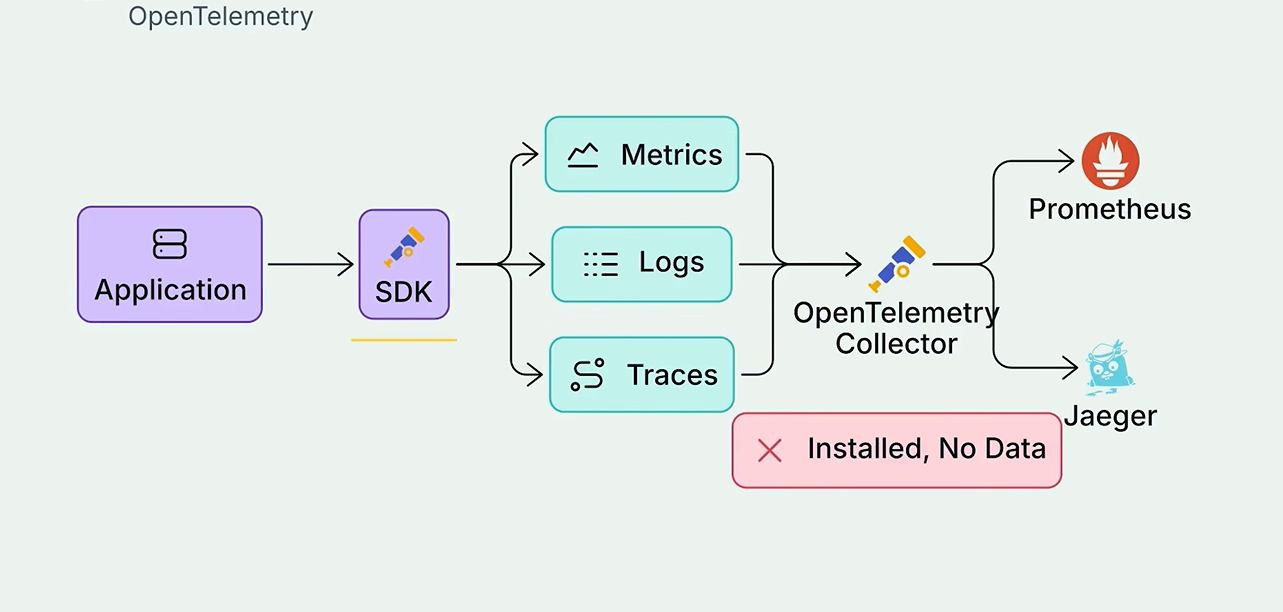 OpenTelemetry
Application
SDK
Metrics
Logs
Traces
OpenTelemetry
Collector
Prometheus
Jaeger
Installed, No Data